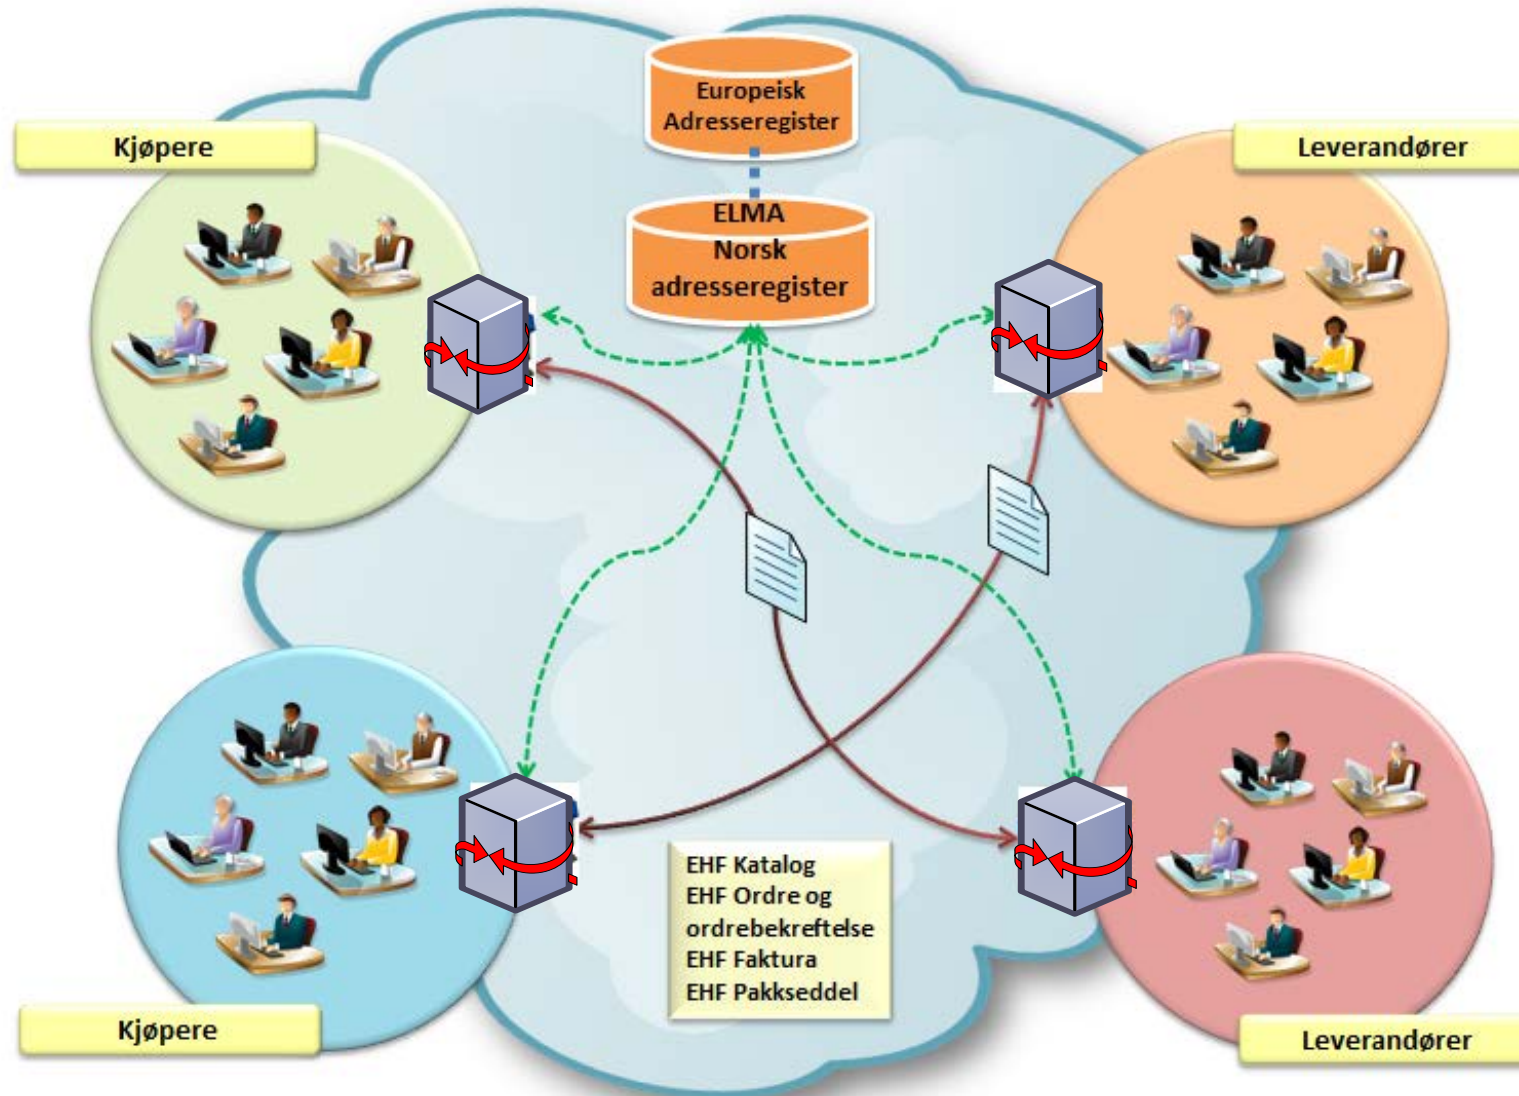 Europeisk
Adresseregister
Kjøpere
Leverandører
ELMA
Norsk
adresseregister
EHF Katalog
EHF Ordre og
ordrebekreftelse
EHF Faktura
EHF Pakkseddel
Kjøpere
Leverandører